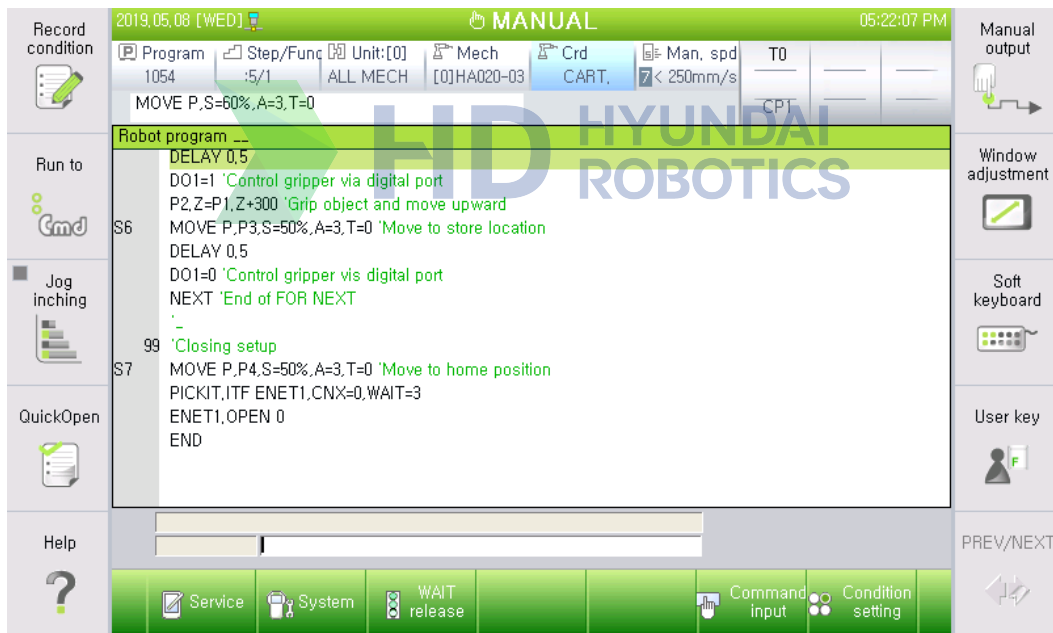 Record condition
2019,05,08 [WED]
MANUAL
05:22:07 PM
Manual output
Program
Step/Func
Unit:[0]
Mech
Crd
Man, spd
T0
1054
:5/1
ALL MECH
[0]HA020-03
CART,
7 < 250mm/s
CP1
MOVE P,S=60%,A=3,T=0
HD HYUNDAI
ROBOTICS
Robot program __
DELAY 0,5
DO1=1 'Control gripper via digital port
P2,Z=P1,Z+300 'Grip object and move upward
S6 MOVE P,P3,S=50%,A=3,T=0 'Move to store location
DELAY 0,5
DO1=0 'Control gripper vis digital port
NEXT 'End of FOR NEXT
'_
99 'Closing setup
S7 MOVE P,P4,S=50%,A=3,T=0 'Move to home position
PICKIT,ITF ENET1,CNX=0,WAIT=3
ENET1,OPEN 0
END
Run to
Cmd
Jog inching
QuickOpen
Help
Window adjustment
Soft keyboard
User key
F
PREV/NEXT
Service
System
WAIT release
Command input
Condition setting